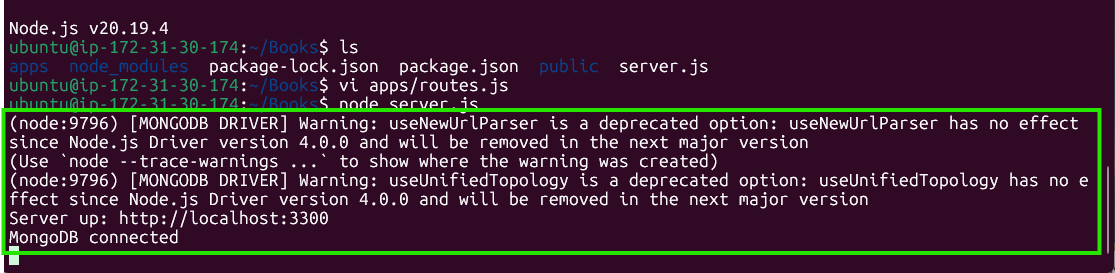 Node.js v20.19.4
ubuntu@ip-172-31-30-174:~/Books$ ls
apps  node_modules  package-lock.json  package.json  public  server.js
ubuntu@ip-172-31-30-174:~/Books$ vi apps/routes.js
ubuntu@ip-172-31-30-174:~/Books$ node server.js
(node:9796) [MONGODB DRIVER] Warning: useNewUrlParser is a deprecated option: useNewUrlParser has no effect
since Node.js Driver version 4.0.0 and will be removed in the next major version
(Use `node --trace-warnings ...` to show where the warning was created)
(node:9796) [MONGODB DRIVER] Warning: useUnifiedTopology is a deprecated option: useUnifiedTopology has no e
ffect since Node.js Driver version 4.0.0 and will be removed in the next major version
Server up: http://localhost:3300
MongoDB connected